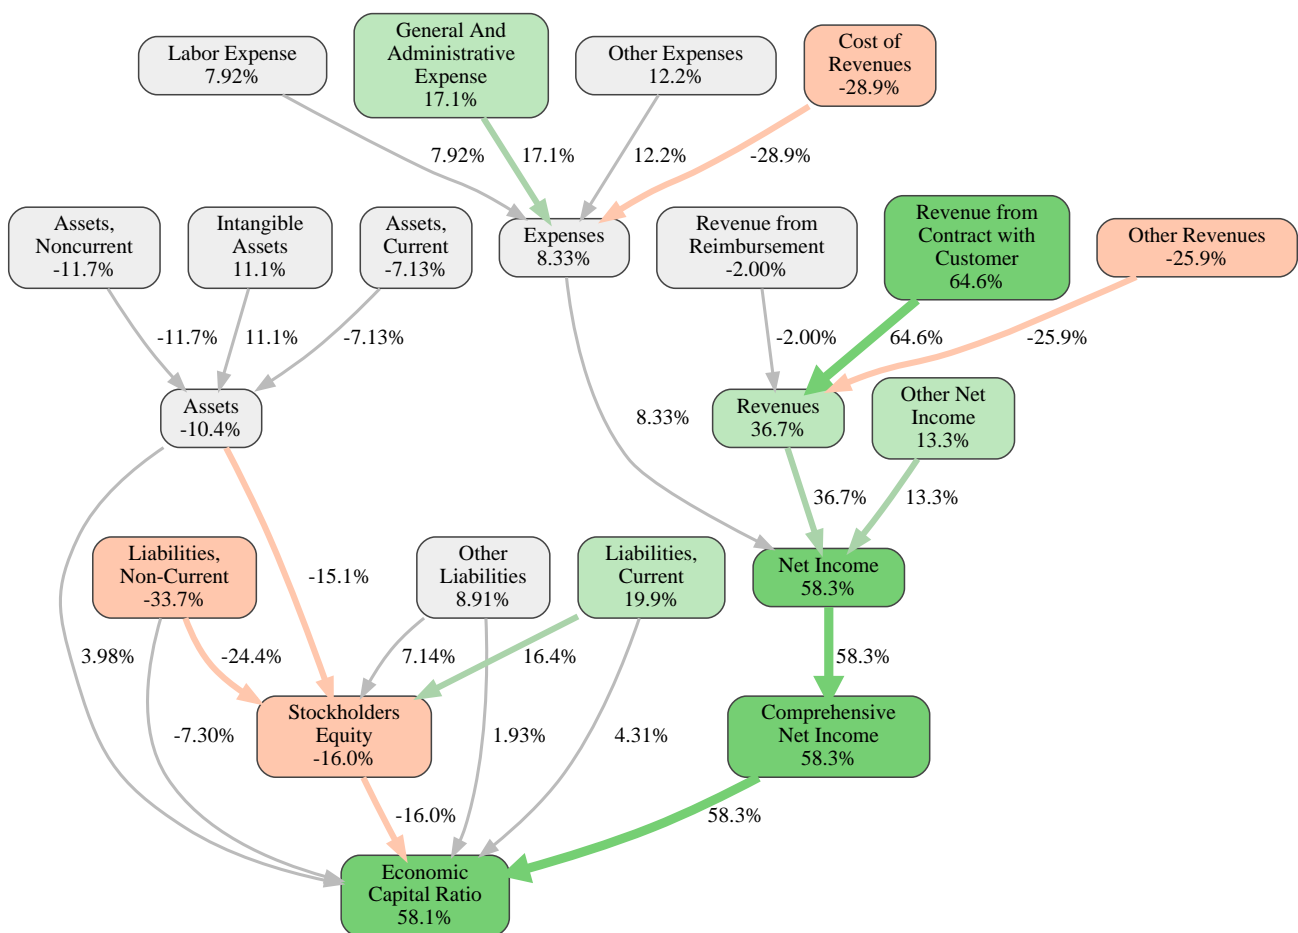 Labor Expense
7.92%
General And
Administrative
Expense
17.1%
Other Expenses
12.2%
Cost of
Revenues
-28.9%
7.92%
17.1%
12.2%
-28.9%
Assets,
Noncurrent
-11.7%
Intangible
Assets
11.1%
Assets,
Current
-7.13%
Expenses
8.33%
Revenue from
Reimbursement
-2.00%
Revenue from
Contract with
Customer
64.6%
Other Revenues
-25.9%
-11.7%
11.1%
-7.13%
-2.00%
64.6%
-25.9%
Assets
-10.4%
8.33%
Revenues
36.7%
Other Net
Income
13.3%
36.7%
13.3%
Liabilities,
Non-Current
-33.7%
-15.1%
Other
Liabilities
8.91%
Liabilities,
Current
19.9%
Net Income
58.3%
3.98%
-24.4%
7.14%
16.4%
58.3%
-7.30%
Stockholders
Equity
-16.0%
1.93%
4.31%
Comprehensive
Net Income
58.3%
-16.0%
58.3%
Economic
Capital Ratio
58.1%